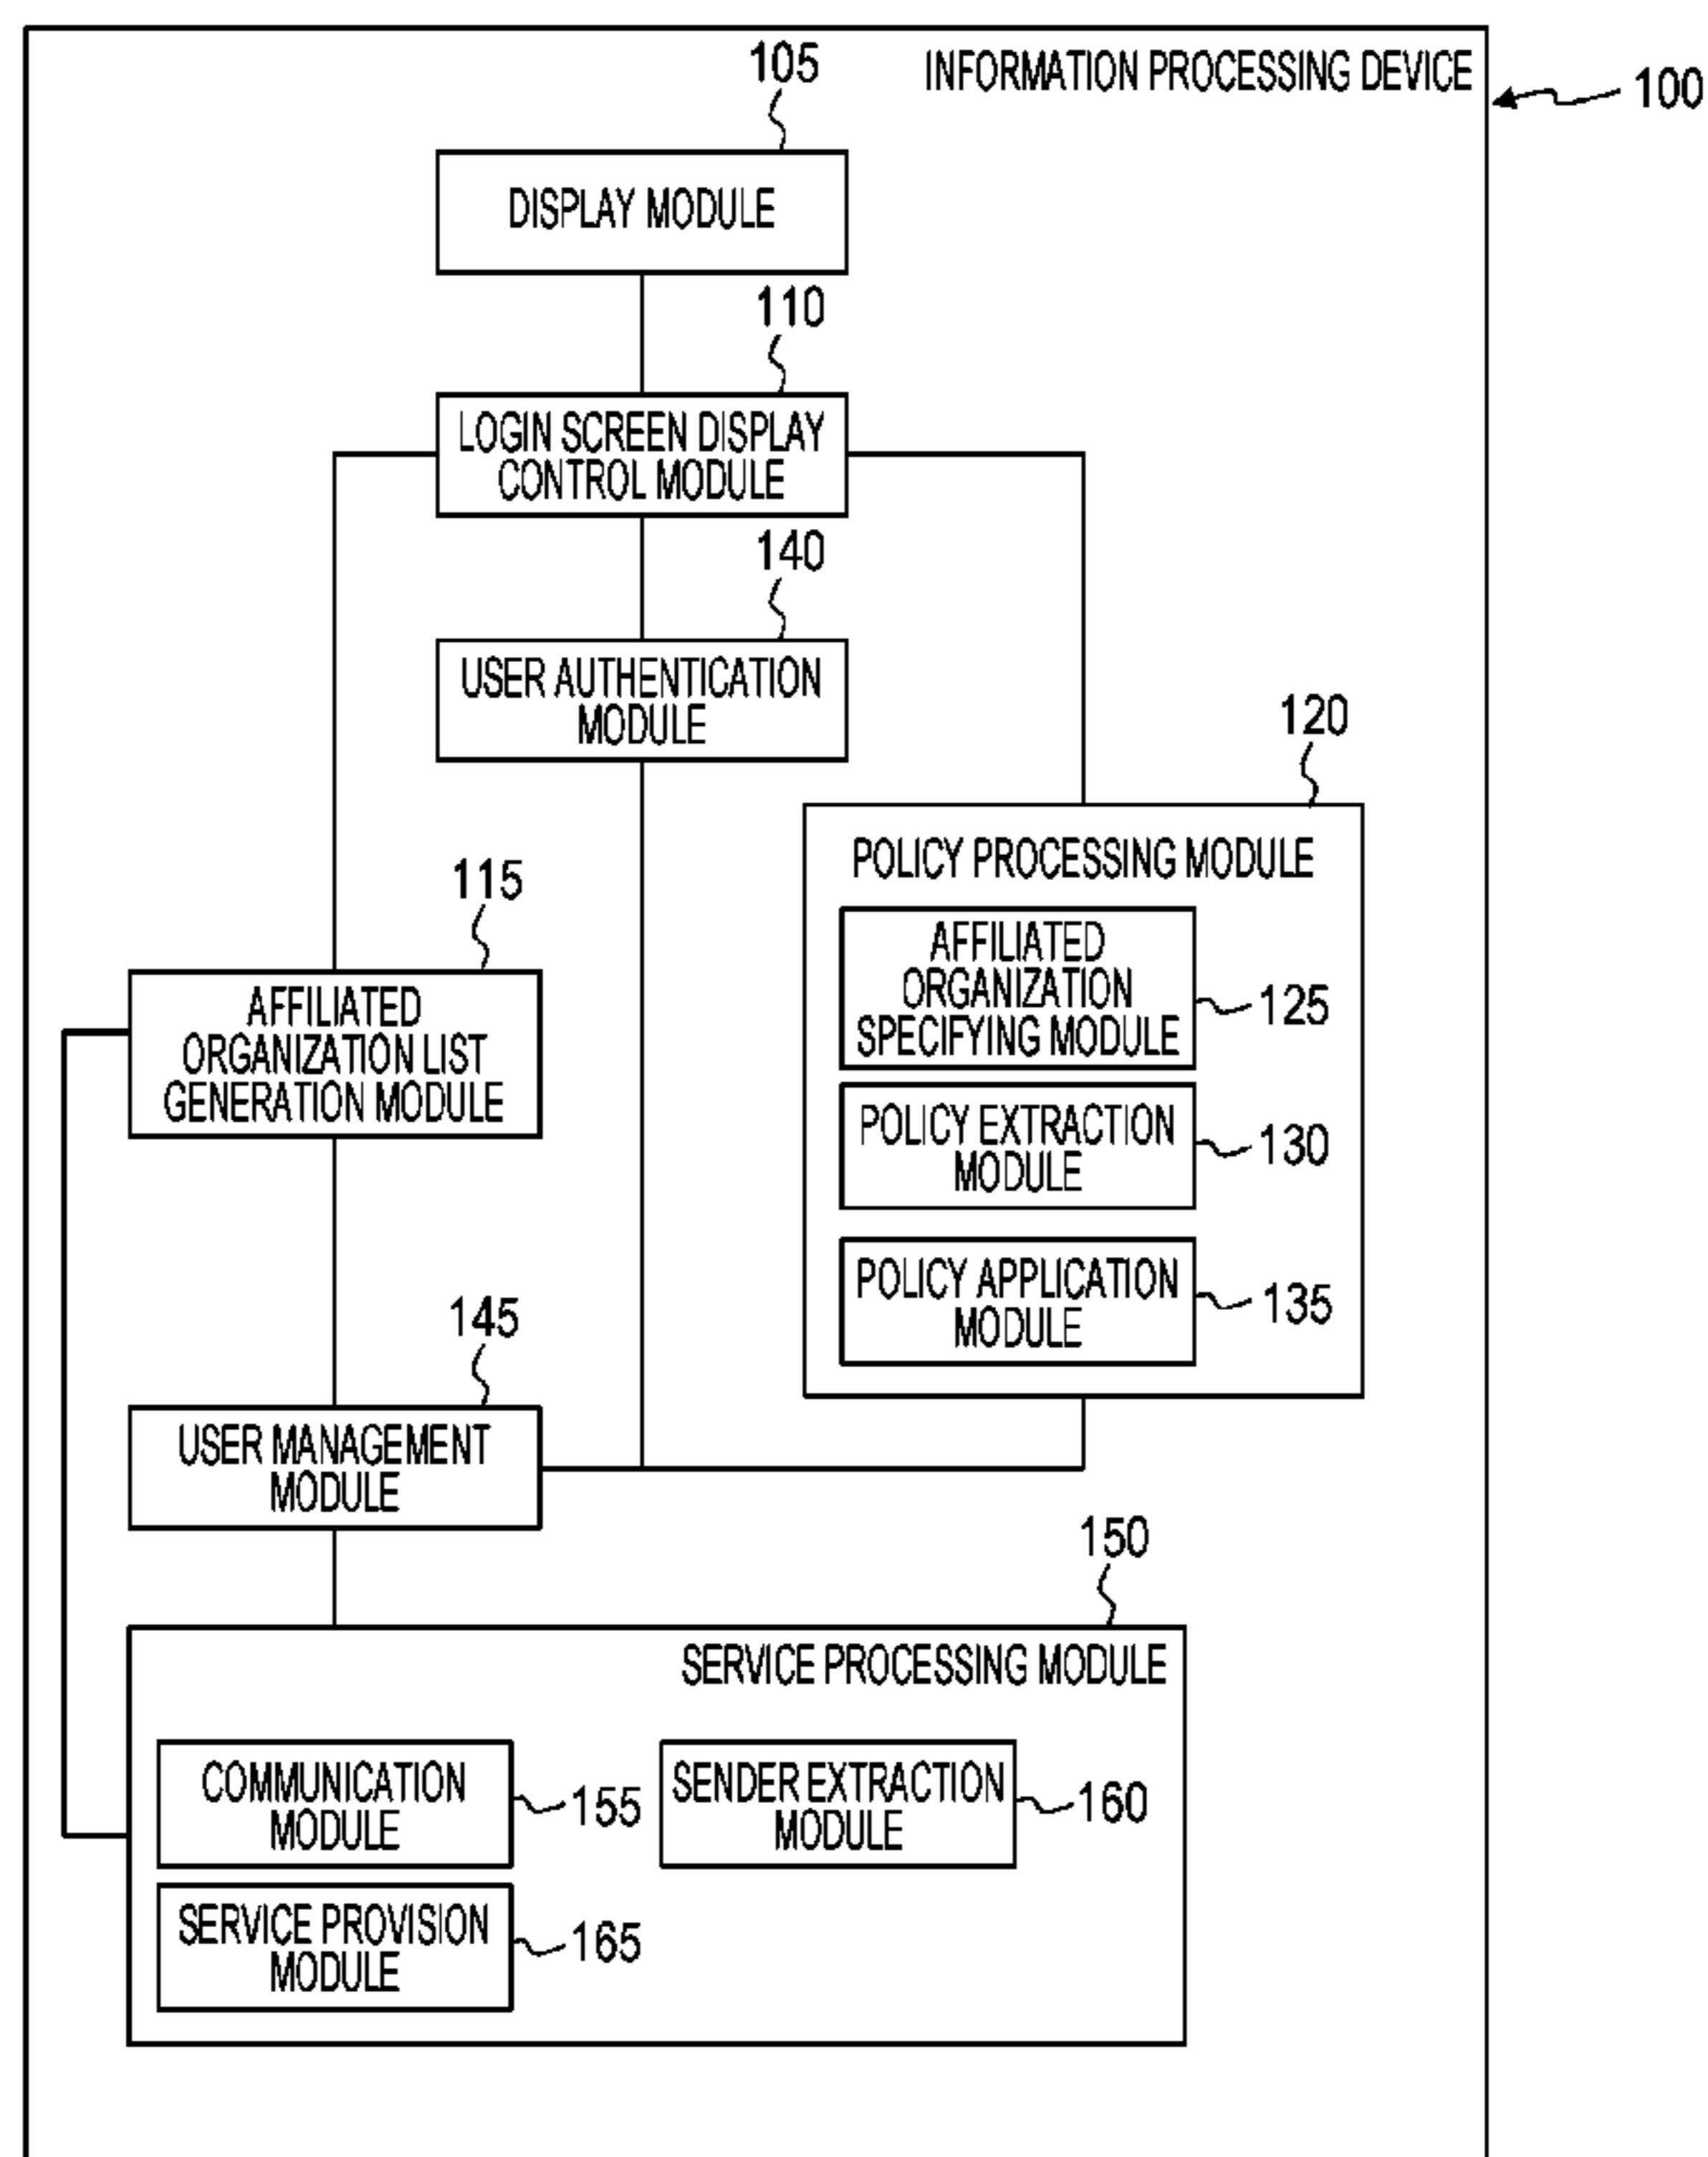 INFORMATION PROCESSING DEVICE
100
105
DISPLAY MODULE
110
LOGIN SCREEN DISPLAY
CONTROL MODULE
140
USER AUTHENTICATION
MODULE
120
POLICY PROCESSING MODULE
115
AFFILIATED
ORGANIZATION LIST
GENERATION MODULE
AFFILIATED
ORGANIZATION
SPECIFYING MODULE
125
POLICY EXTRACTION
MODULE
130
POLICY APPLICATION
MODULE
135
145
USER MANAGEMENT
MODULE
150
SERVICE PROCESSING MODULE
COMMUNICATION
MODULE
155
SENDER EXTRACTION
MODULE
160
SERVICE PROVISION
MODULE
165